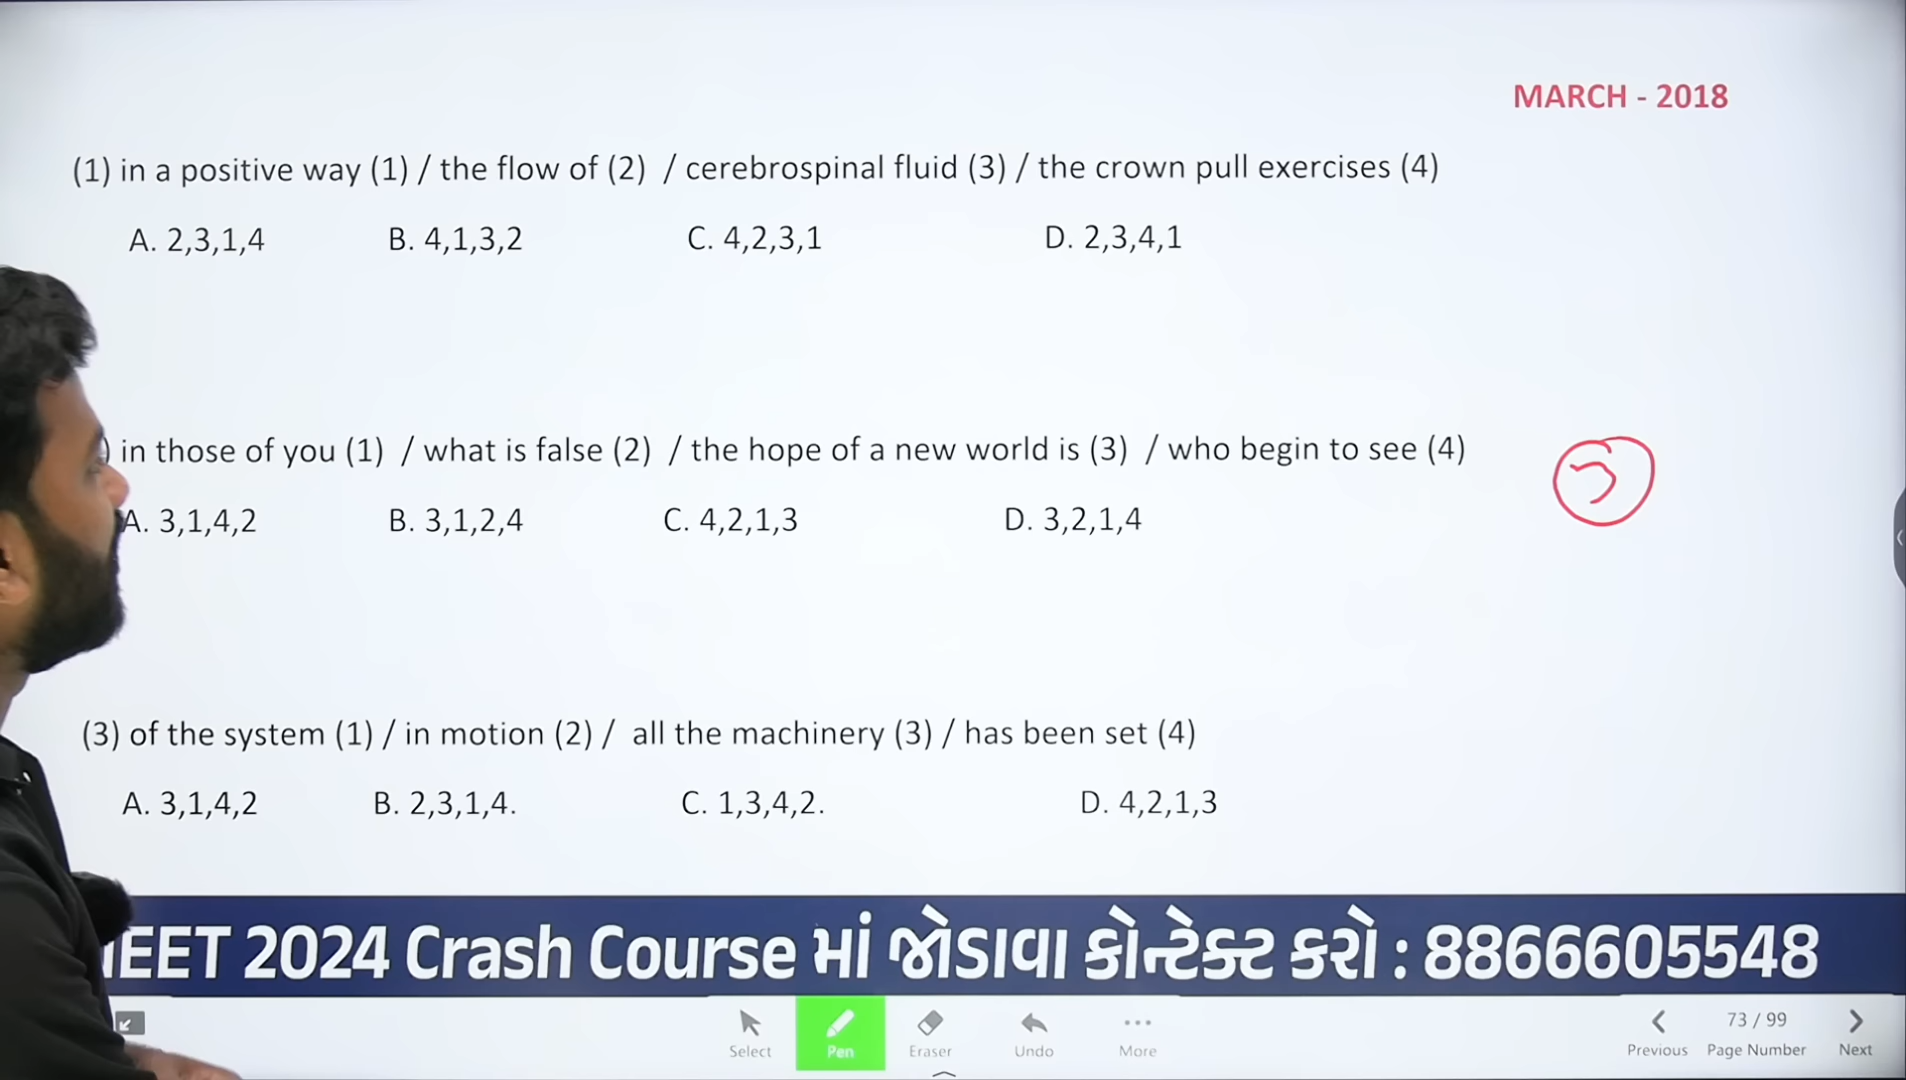 MARCH - 2018
(1) in a positive way (1) / the flow of (2) / cerebrospinal fluid (3) / the crown pull exercises (4)
A. 2,3,1,4 B. 4,1,3,2 C. 4,2,3,1 D. 2,3,4,1
) in those of you (1) / what is false (2) / the hope of a new world is (3) / who begin to see (4)
A. 3,1,4,2 B. 3,1,2,4 C. 4,2,1,3 D. 3,2,1,4
(3) of the system (1) / in motion (2) / all the machinery (3) / has been set (4)
A. 3,1,4,2 B. 2,3,1,4. C. 1,3,4,2. D. 4,2,1,3
EET 2024 Crash Course માં જોડાવા કોન્ટેક્ટ કરો : 8866605548
Select Pen Eraser Undo More
73 / 99
Previous Page Number Next